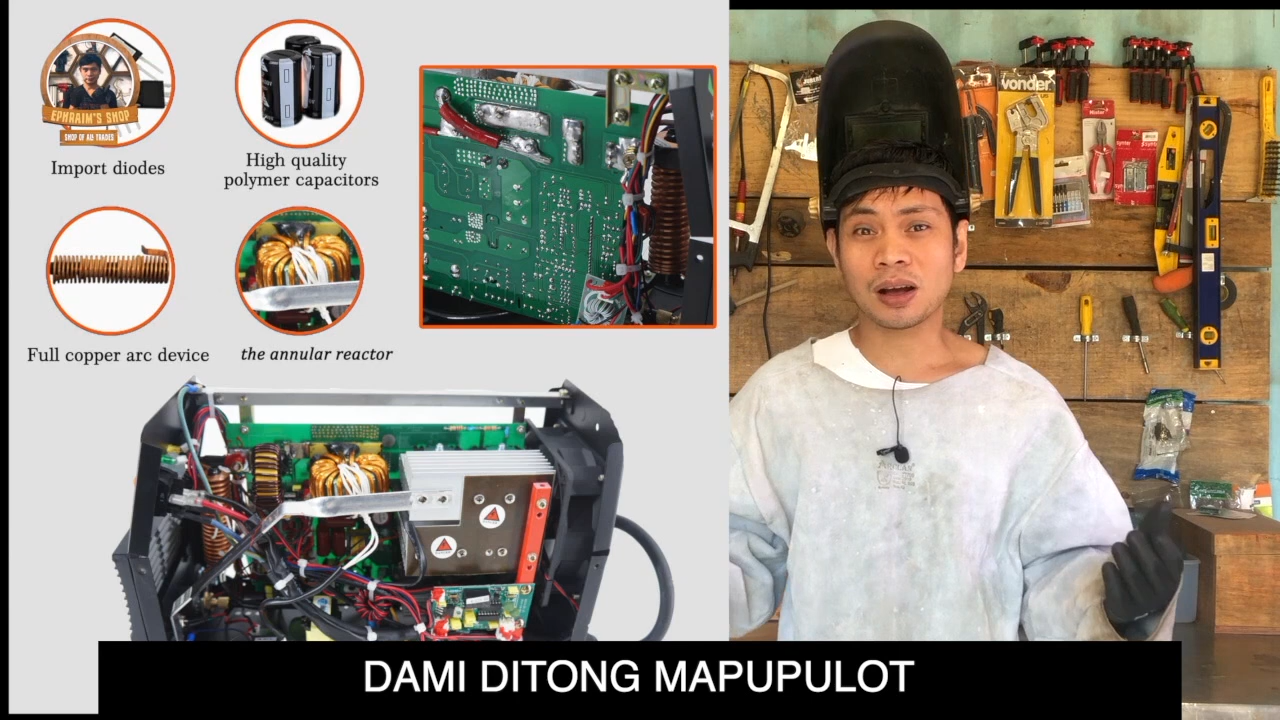 EPHRAIM'S SHOP
SHOP OF ALL TRADES
Import diodes
High quality
polymer capacitors
Full copper arc device
the annular reactor
vonder
DAMI DITONG MAPUPULOT